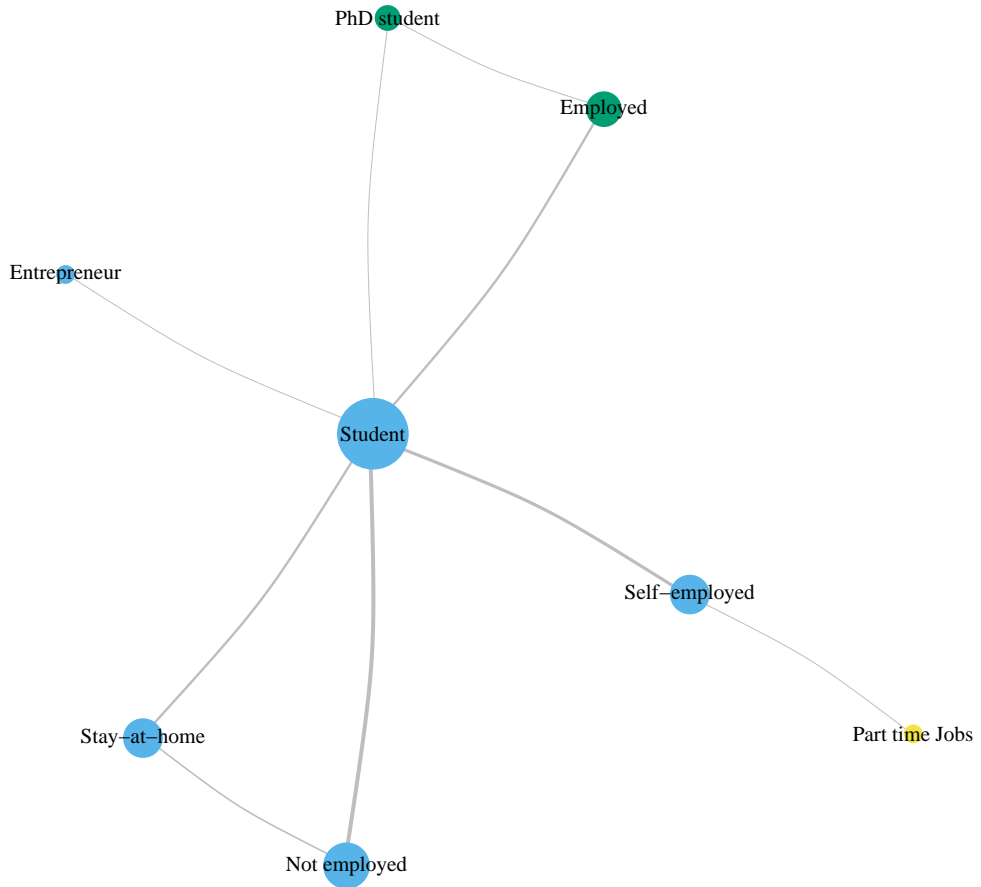 PhD student
Employed
Entrepreneur
Student
Self−employed
Part time Jobs
Stay−at−home
Not employed